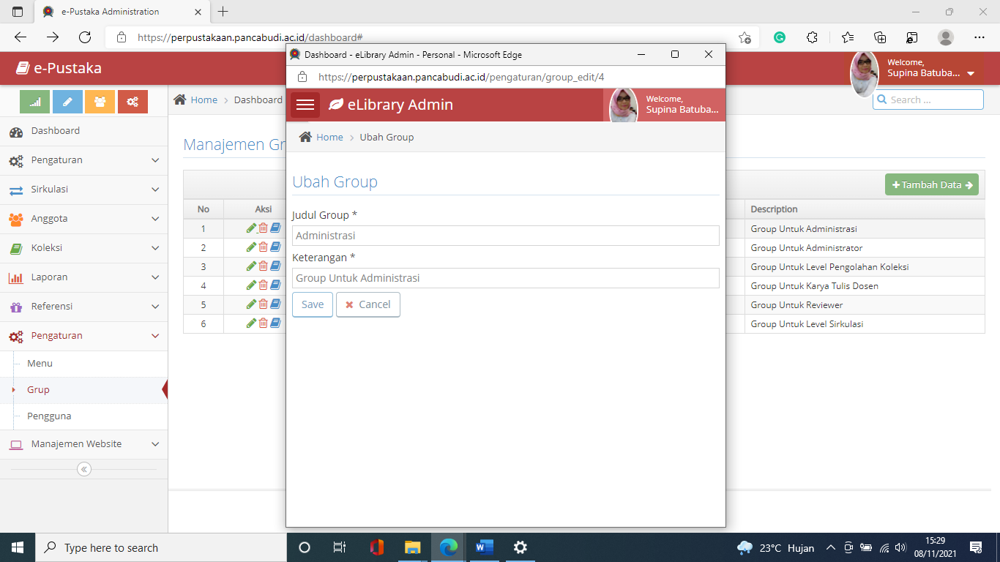 e-Pustaka Administration
https://perpustakaan.pancabudi.ac.id/dashboard#
e-Pustaka
Welcome,
Supina Batuba...
Home
Dashboard
Search ...
Dashboard
Pengaturan
Sirkulasi
Anggota
Koleksi
Laporan
Referensi
Pengaturan
Menu
Grup
Pengguna
Manajemen Website
Manajemen Gr
Tambah Data
No Aksi Description
1 Group Untuk Administrasi
2 Group Untuk Administrator
3 Group Untuk Level Pengolahan Koleksi
4 Group Untuk Karya Tulis Dosen
5 Group Untuk Reviewer
6 Group Untuk Level Sirkulasi
Dashboard - eLibrary Admin - Personal - Microsoft Edge
https://perpustakaan.pancabudi.ac.id/pengaturan/group_edit/4
eLibrary Admin
Welcome,
Supina Batuba...
Home > Ubah Group
Ubah Group
Judul Group *
Administrasi
Keterangan *
Group Untuk Administrasi
Save Cancel
Type here to search
23°C Hujan
15:29
08/11/2021